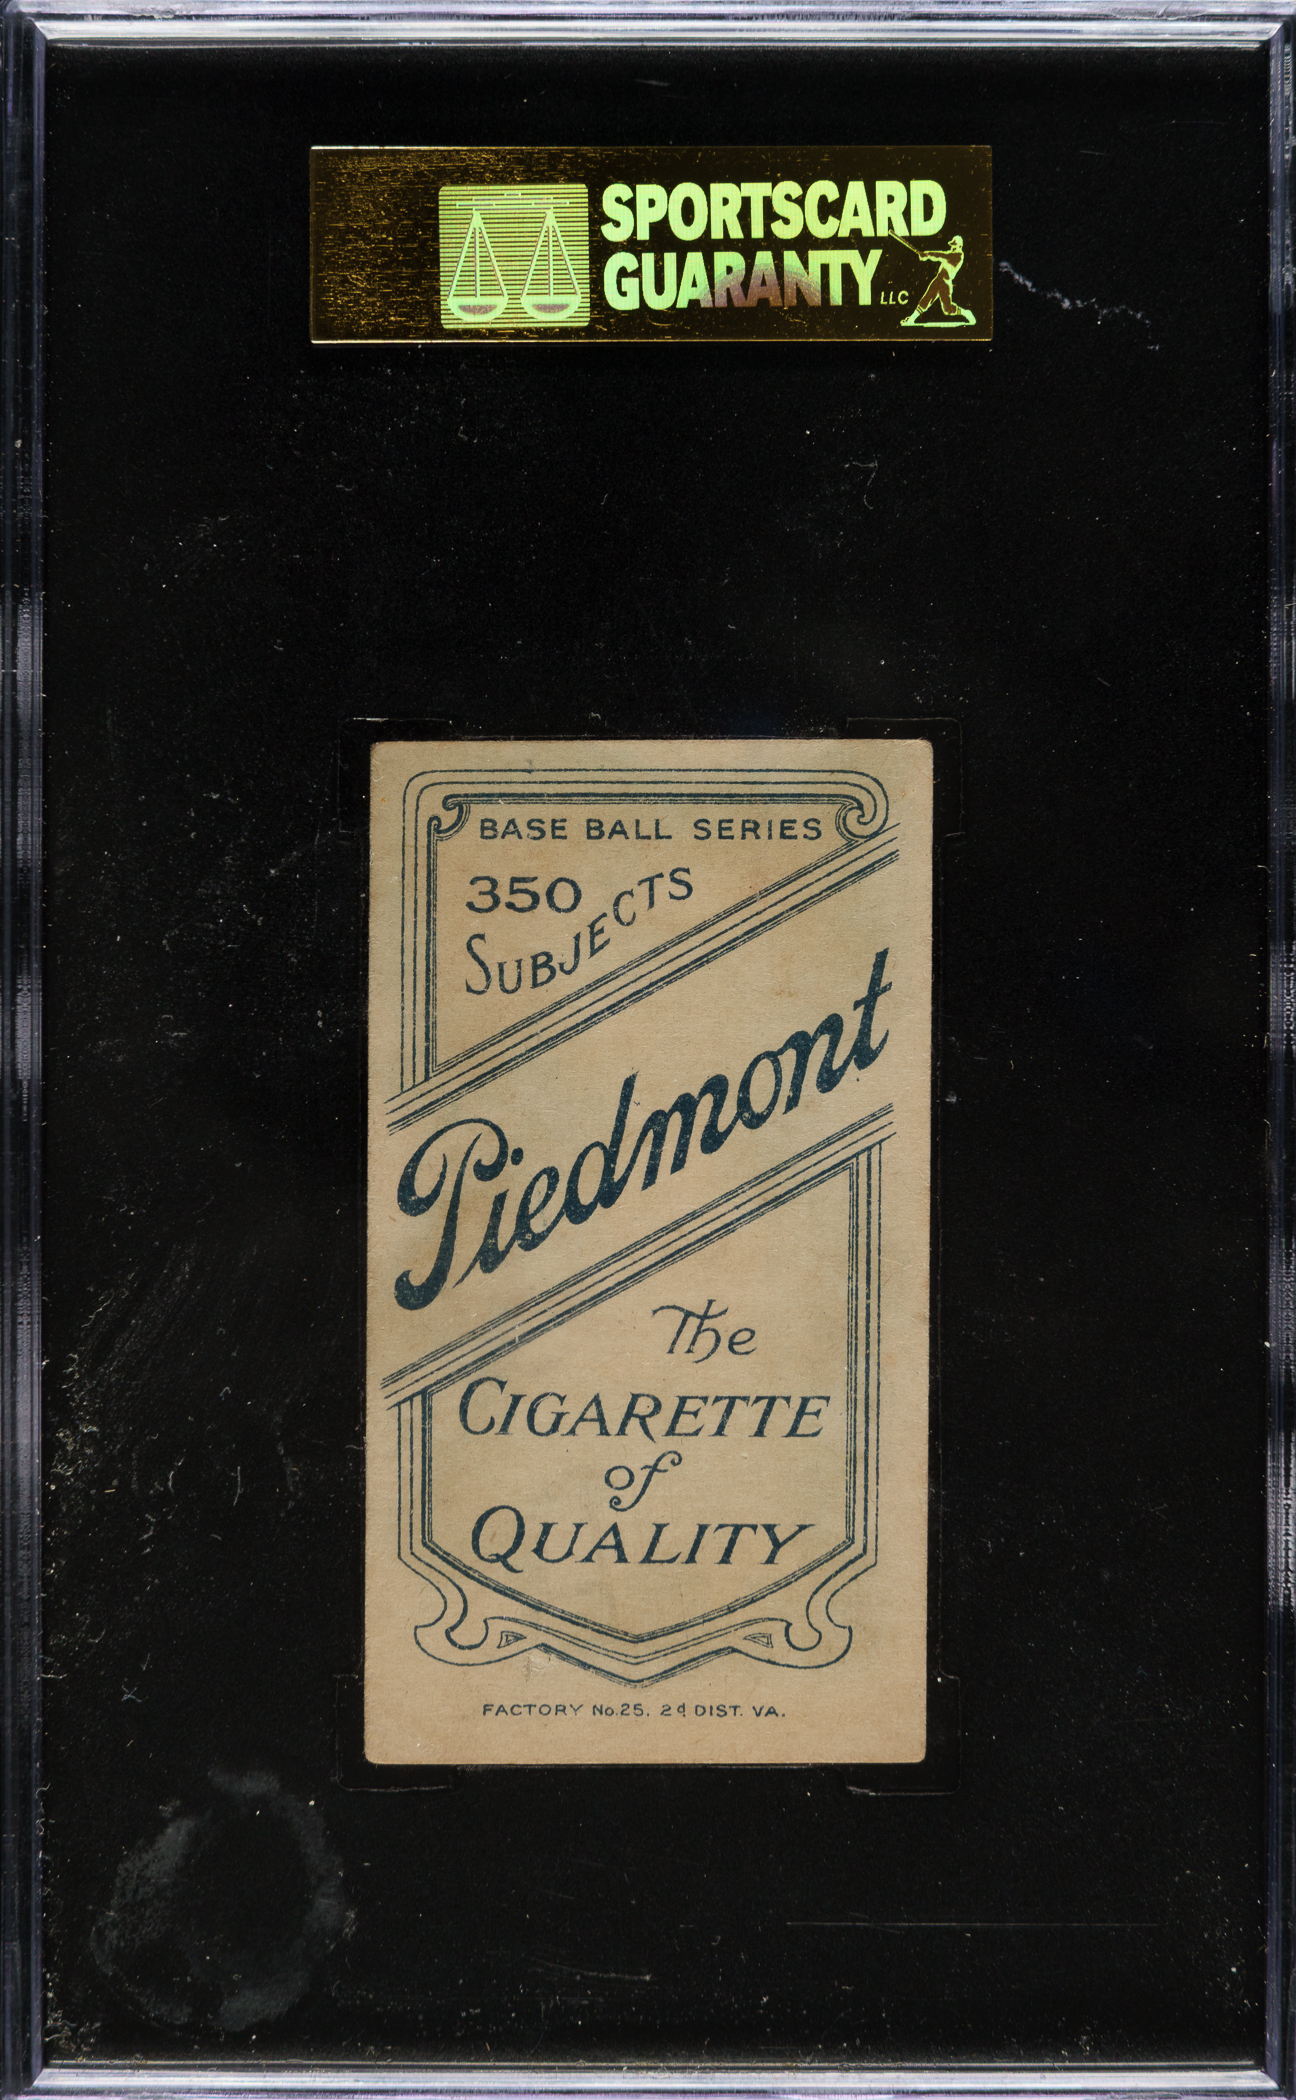 SPORTSCARD
GUARANTY LLC
BASE BALL SERIES
350
SUBJECTS
Piedmont
The
CIGARETTE
of
QUALITY
FACTORY No.25. 2d DIST. VA.